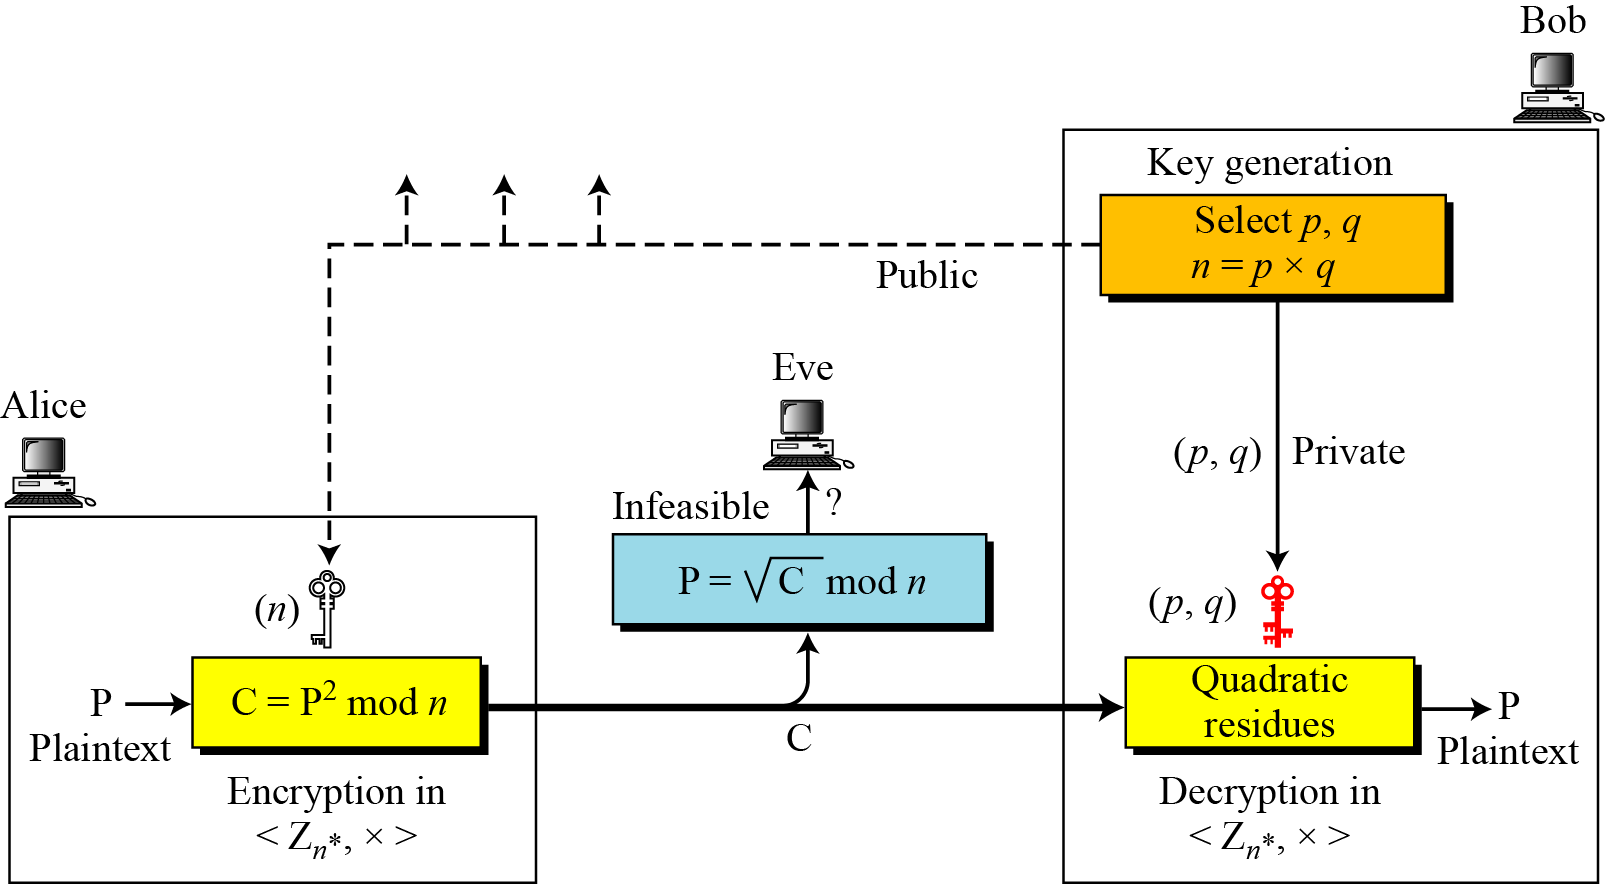 Bob
Key generation
Select p, q
n = p × q
Public
Eve
Alice
(p, q) Private
Infeasible ?
P = √C mod n
(n)
(p, q)
P
Plaintext
C = P² mod n
C
Quadratic
residues
P
Plaintext
Encryption in
< Zn*, × >
Decryption in
< Zn*, × >